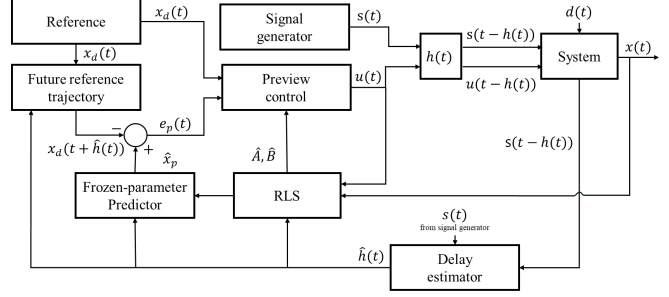 Reference
x_d(t)
Signal
generator
s(t)
d(t)
x_d(t)
s(t − h(t))
x(t)
h(t)
System
Future reference
trajectory
Preview
control
u(t)
u(t − h(t))
−
e_p(t)
+
x_d(t + ĥ(t))
x̂_p
Â, B̂
s(t − h(t))
Frozen-parameter
Predictor
RLS
s(t)
from signal generator
ĥ(t)
Delay
estimator